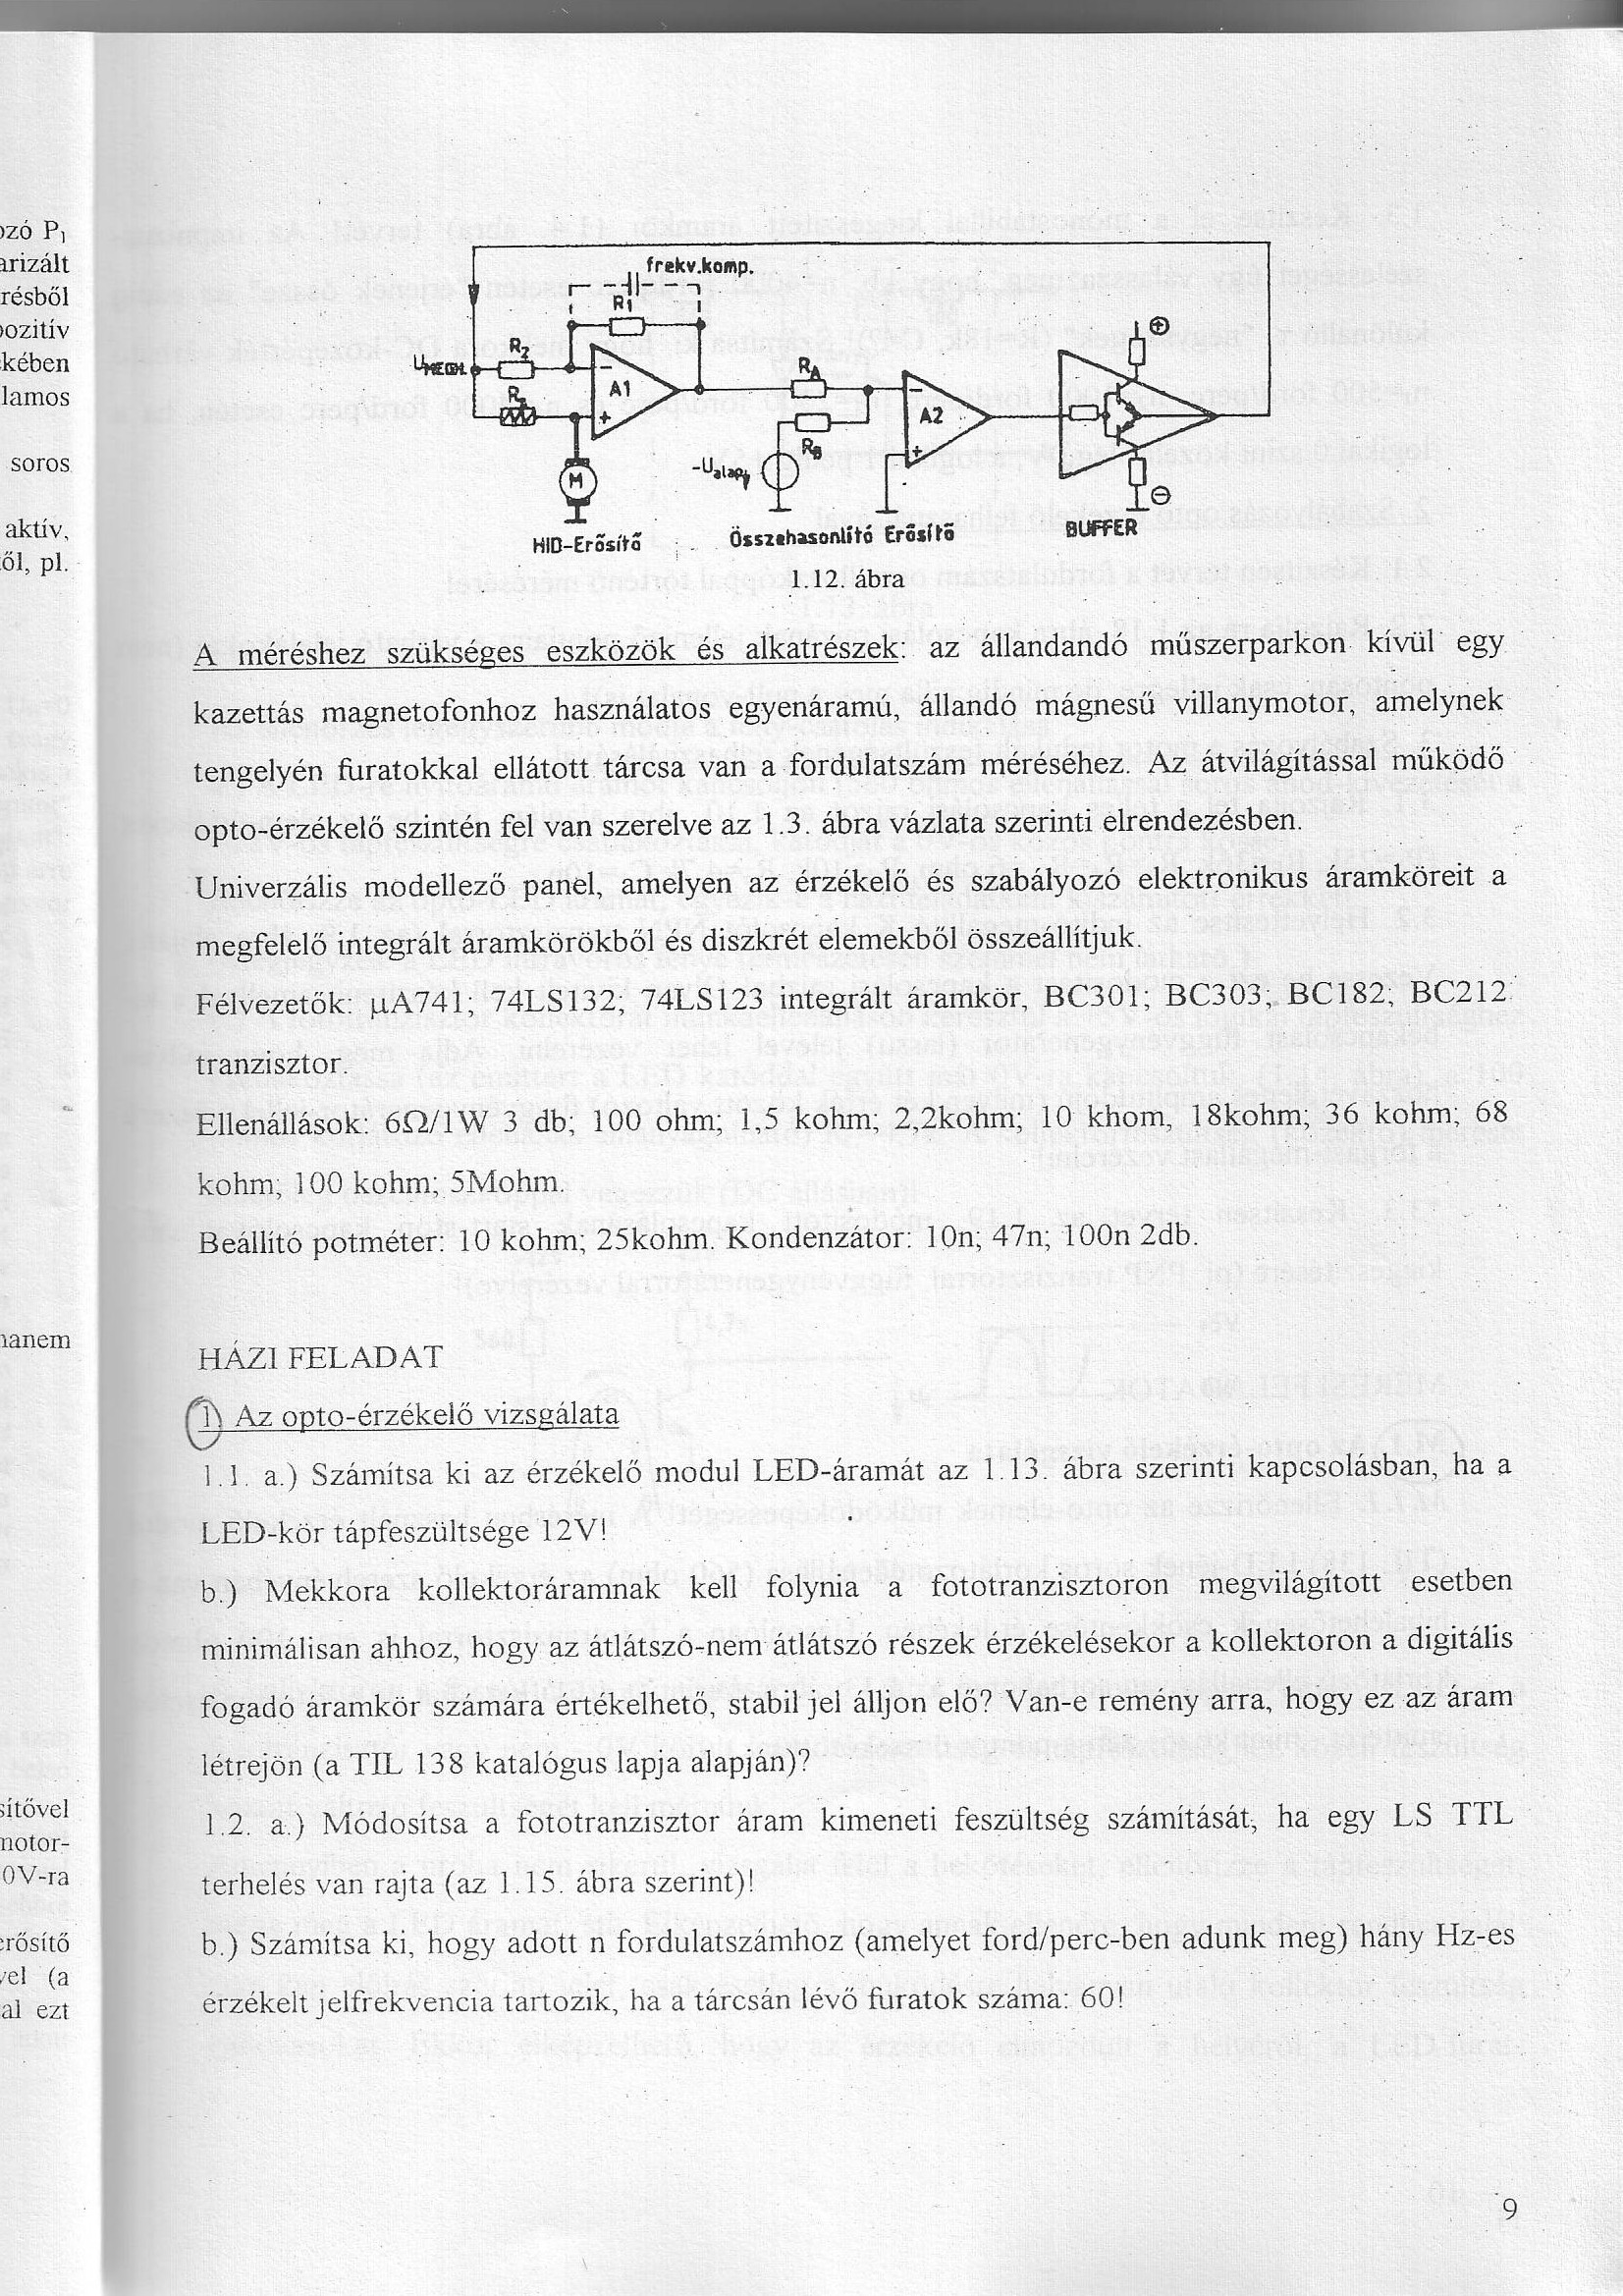 ozó P1
arizált
résből
pozitív
kében
lamos
soros
aktív,
ől, pl.
frekv.komp.
R1
UMEGH.
R2
A1
M
HID-Erősítő
RA
RB
-Ualap
A2
Összehasonlító Erősítő
BUFFER
1.12. ábra
A méréshez szükséges eszközök és alkatrészek: az állandandó műszerparkon kívül egy
kazettás magnetofonhoz használatos egyenáramú, állandó mágnesű villanymotor, amelynek
tengelyén furatokkal ellátott tárcsa van a fordulatszám méréséhez. Az átvilágítással működő
opto-érzékelő szintén fel van szerelve az 1.3. ábra vázlata szerinti elrendezésben.
Univerzális modellező panel, amelyen az érzékelő és szabályozó elektronikus áramköreit a
megfelelő integrált áramkörökből és diszkrét elemekből összeállítjuk.
Félvezetők: µA741; 74LS132; 74LS123 integrált áramkör, BC301; BC303; BC182; BC212
tranzisztor.
Ellenállások: 6Ω/1W 3 db; 100 ohm; 1,5 kohm; 2,2kohm; 10 khom, 18kohm; 36 kohm; 68
kohm; 100 kohm; 5Mohm.
Beállító potméter: 10 kohm; 25kohm. Kondenzátor: 10n; 47n; 100n 2db.
HÁZI FELADAT
1) Az opto-érzékelő vizsgálata
1.1. a.) Számítsa ki az érzékelő modul LED-áramát az 1.13. ábra szerinti kapcsolásban, ha a
LED-kör tápfeszültsége 12V!
b.) Mekkora kollektoráramnak kell folynia a fototranzisztoron megvilágított esetben
minimálisan ahhoz, hogy az átlátszó-nem átlátszó részek érzékelésekor a kollektoron a digitális
fogadó áramkör számára értékelhető, stabil jel álljon elő? Van-e remény arra, hogy ez az áram
létrejön (a TIL 138 katalógus lapja alapján)?
1.2. a.) Módosítsa a fototranzisztor áram kimeneti feszültség számítását, ha egy LS TTL
terhelés van rajta (az 1.15. ábra szerint)!
b.) Számítsa ki, hogy adott n fordulatszámhoz (amelyet ford/perc-ben adunk meg) hány Hz-es
érzékelt jelfrekvencia tartozik, ha a tárcsán lévő furatok száma: 60!
hanem
sítővel
motor-
0V-ra
erősítő
vel (a
al ezt
9